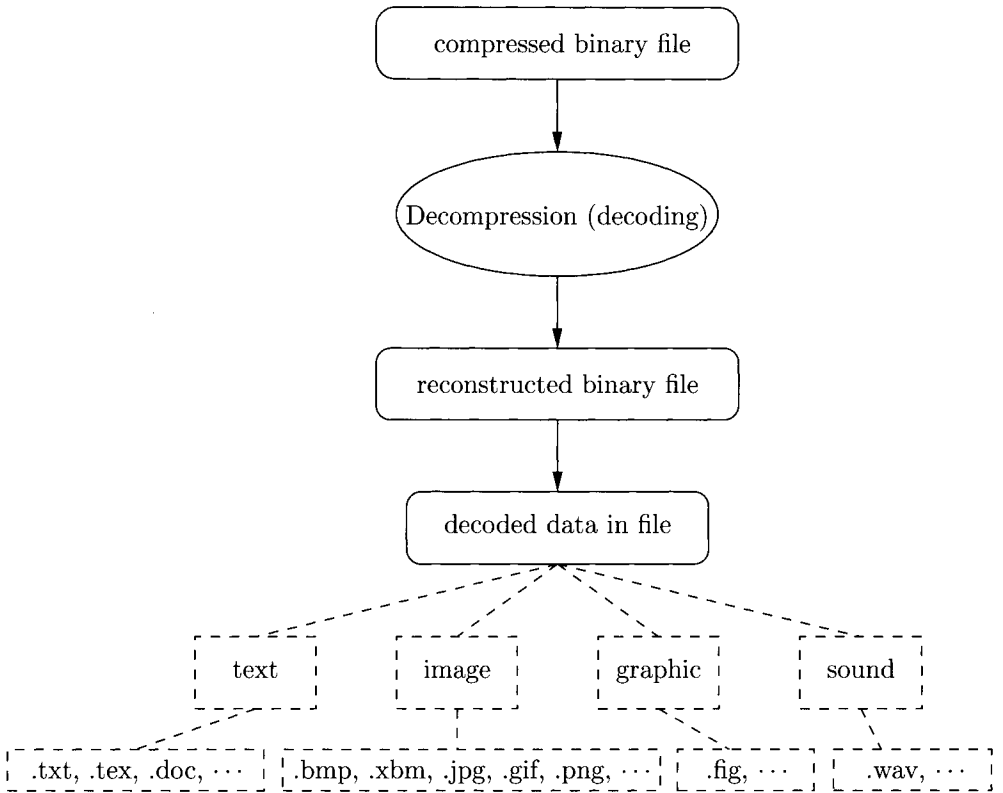 compressed binary file
Decompression (decoding)
reconstructed binary file
decoded data in file
text
image
graphic
sound
.txt, .tex, .doc, ···
.bmp, .xbm, .jpg, .gif, .png, ···
.fig, ···
.wav, ···